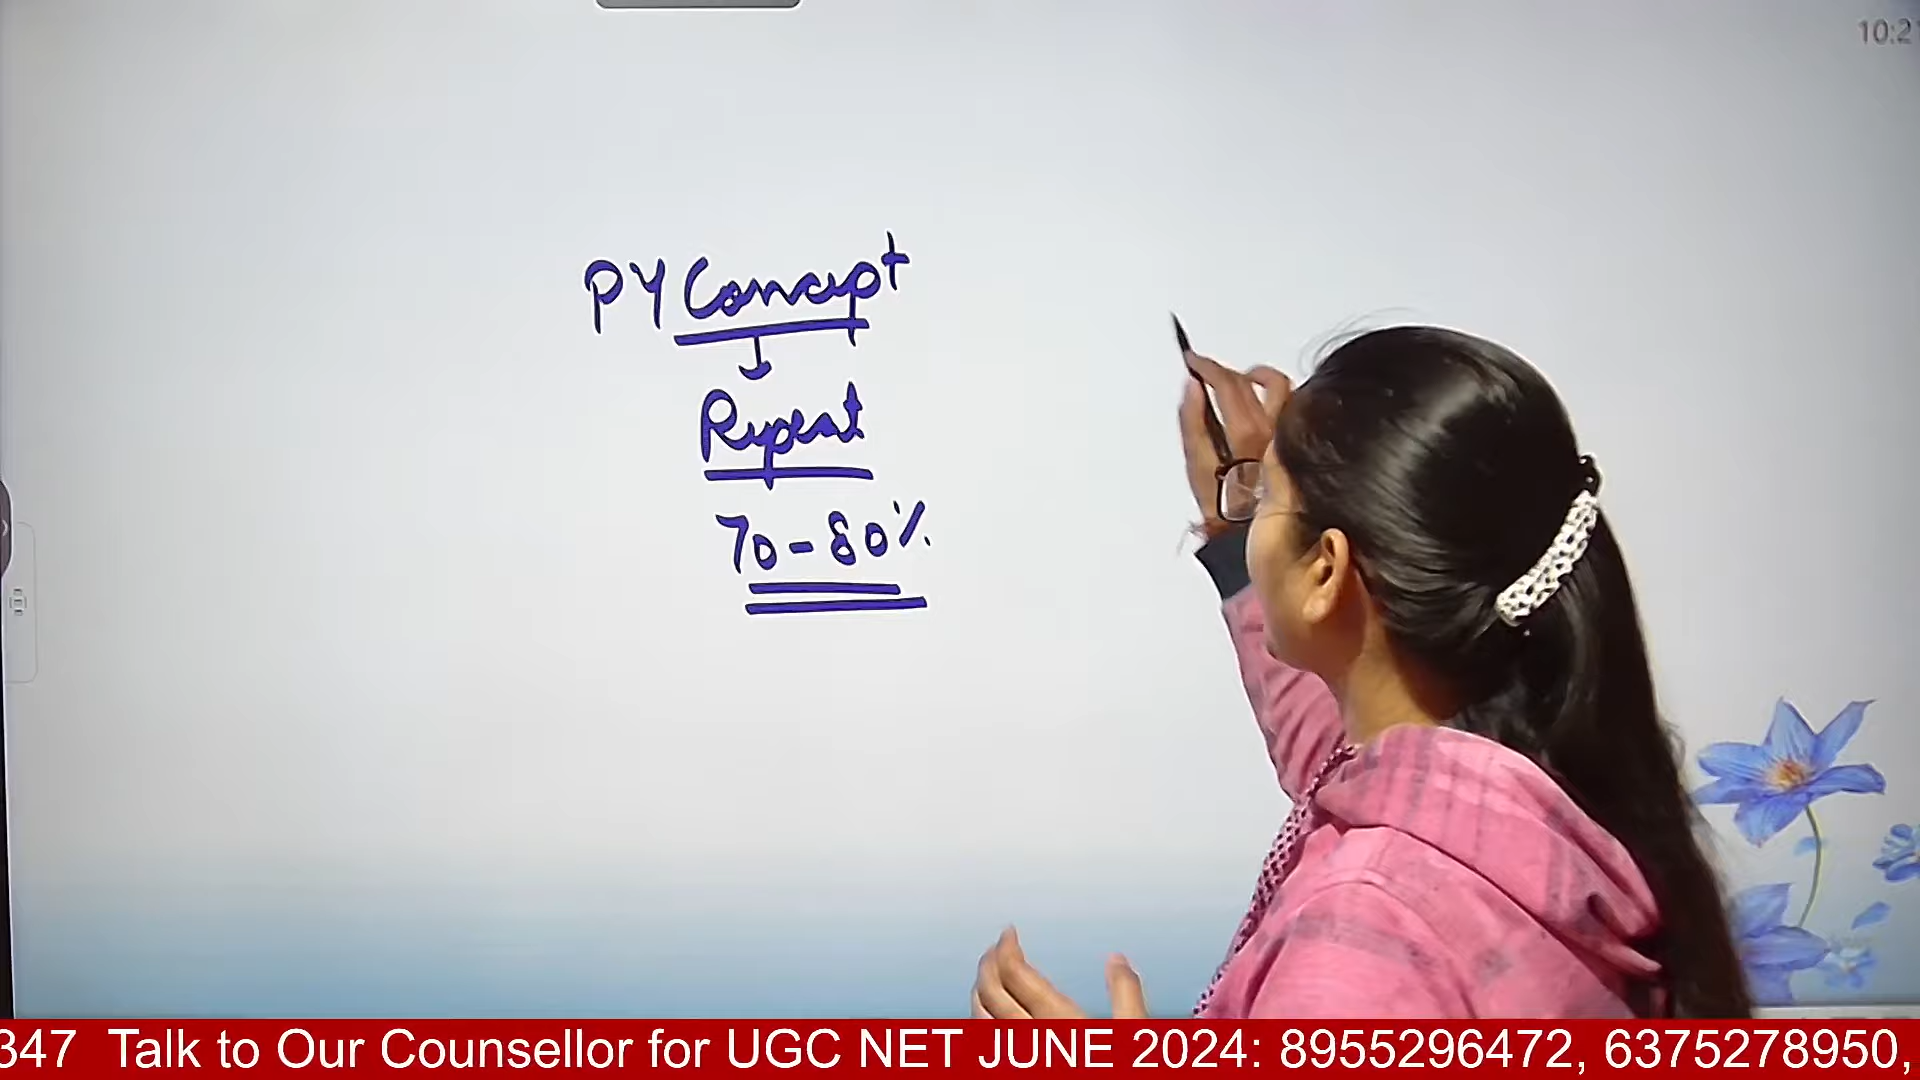 10:2
PY Concept
Repeat
70-80%
347 Talk to Our Counsellor for UGC NET JUNE 2024: 8955296472, 6375278950,